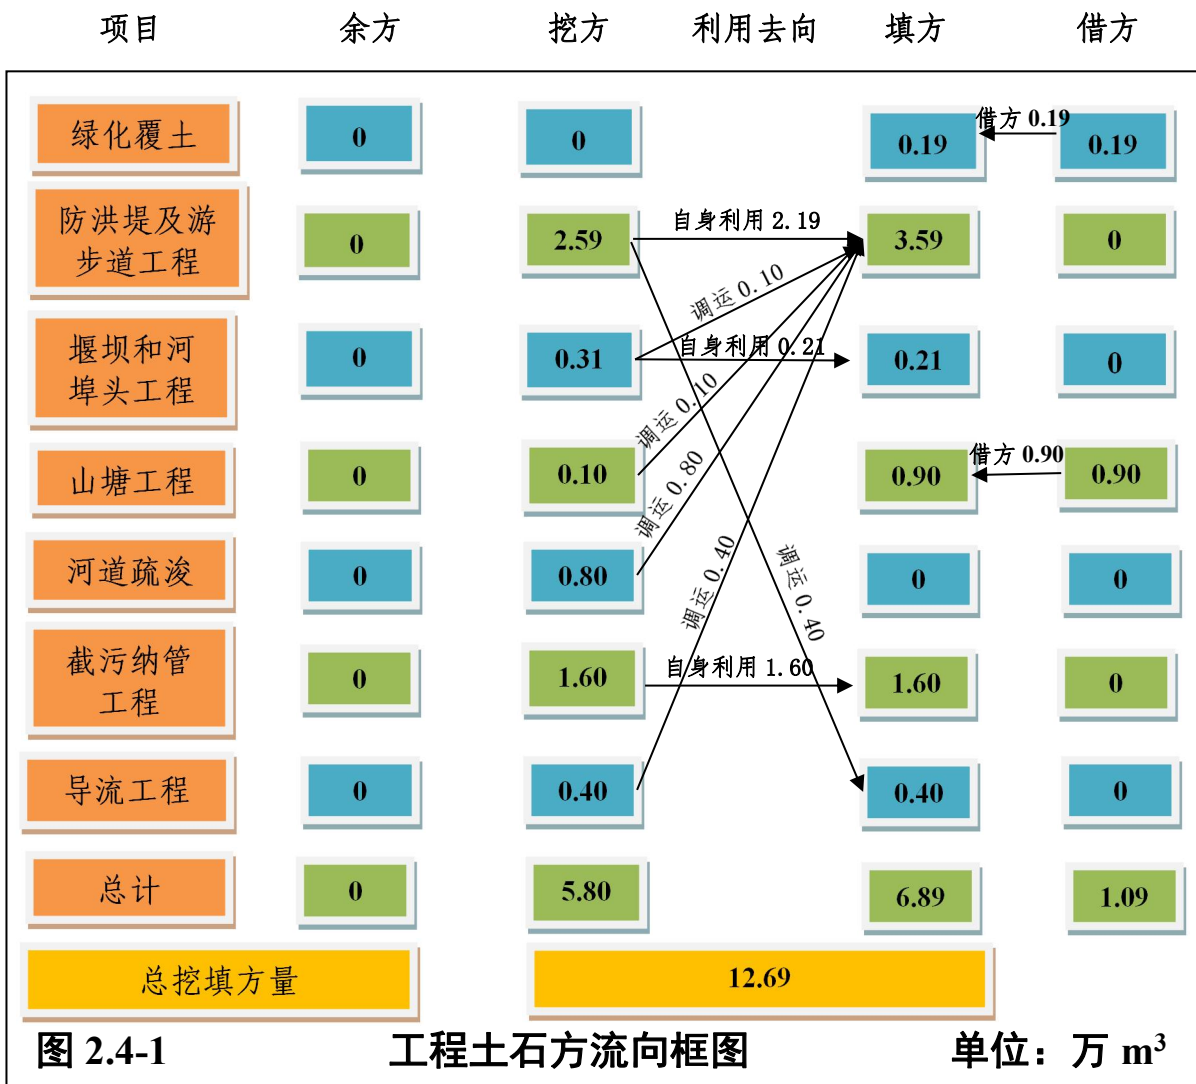 项目 余方 挖方 利用去向 填方 借方
绿化覆土 0 0 0.19 借方 0.19 0.19
防洪堤及游
步道工程
0 2.59 自身利用 2.19 3.59 0
调运 0.10
堰坝和河
埠头工程
0 0.31 自身利用 0.21 0.21 0
调运 0.10
山塘工程 0 0.10 0.90 借方 0.90 0.90
调运 0.80
河道疏浚 0 0.80 0 0
调运 0.40
调运 0.40
截污纳管
工程
0 1.60 自身利用 1.60 1.60 0
导流工程 0 0.40 0.40 0
总计 0 5.80 6.89 1.09
总挖填方量 12.69
图 2.4-1 工程土石方流向框图 单位：万 m³